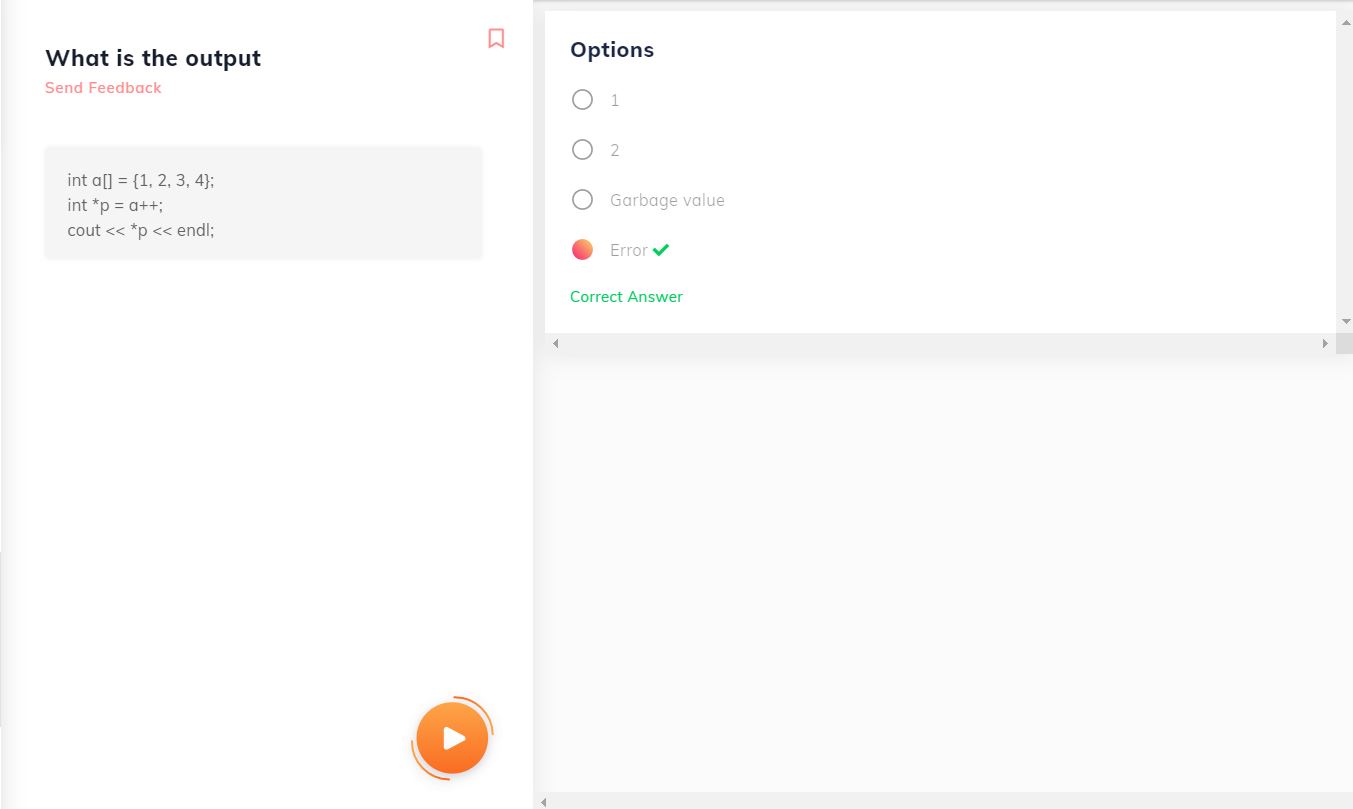 What is the output
Send Feedback
int a[] = {1, 2, 3, 4};
int *p = a++;
cout << *p << endl;
Options
1
2
Garbage value
Error
Correct Answer